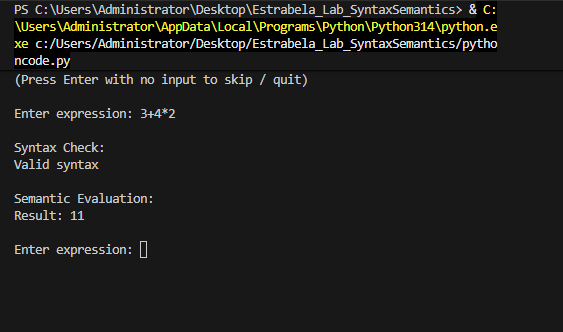 PS C:\Users\Administrator\Desktop\Estrabela_Lab_SyntaxSemantics> & C:
\Users\Administrator\AppData\Local\Programs\Python\Python314\python.e
xe c:/Users/Administrator/Desktop/Estrabela_Lab_SyntaxSemantics/pytho
ncode.py
(Press Enter with no input to skip / quit)
Enter expression: 3+4*2
Syntax Check:
Valid syntax
Semantic Evaluation:
Result: 11
Enter expression: